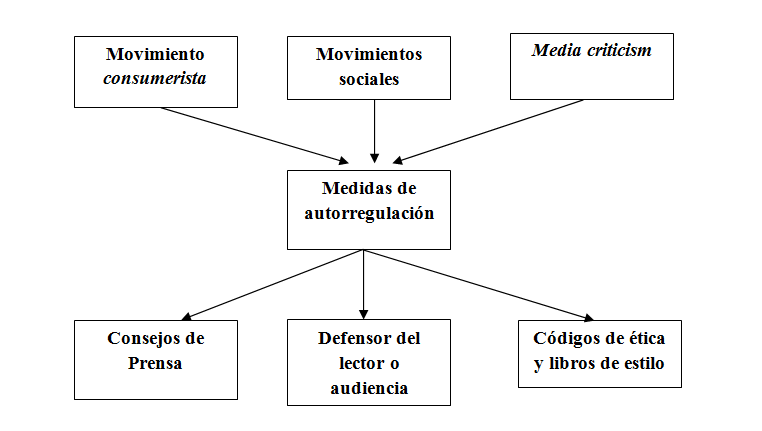 Movimiento
consumerista
Movimientos
sociales
Media criticism
Medidas de
autorregulación
Consejos de
Prensa
Defensor del
lector o
audiencia
Códigos de ética
y libros de estilo